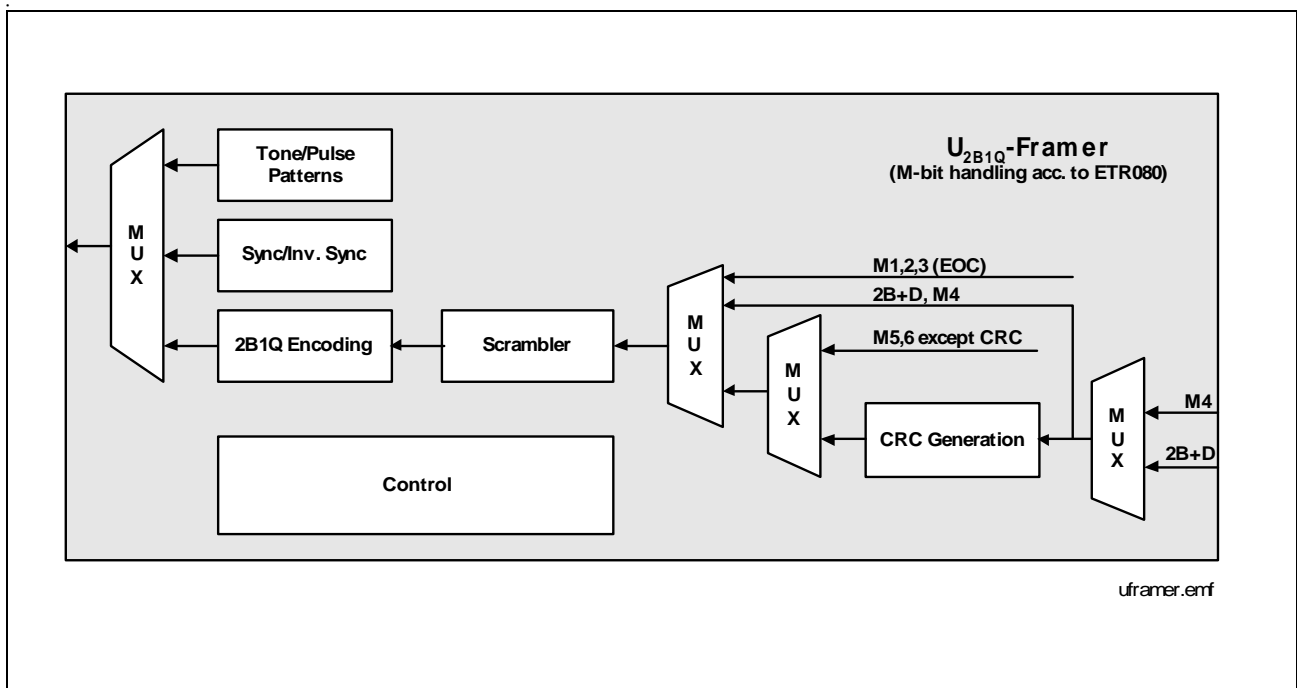 .
U2B1Q-Framer
(M-bit handling acc. to ETR080)
Tone/Pulse
Patterns
M
U
X
Sync/Inv. Sync
M1,2,3 (EOC)
2B+D, M4
2B1Q Encoding
Scrambler
M
U
X
M5,6 except CRC
M
U
X
CRC Generation
M
U
X
M4
2B+D
Control
uframer.emf